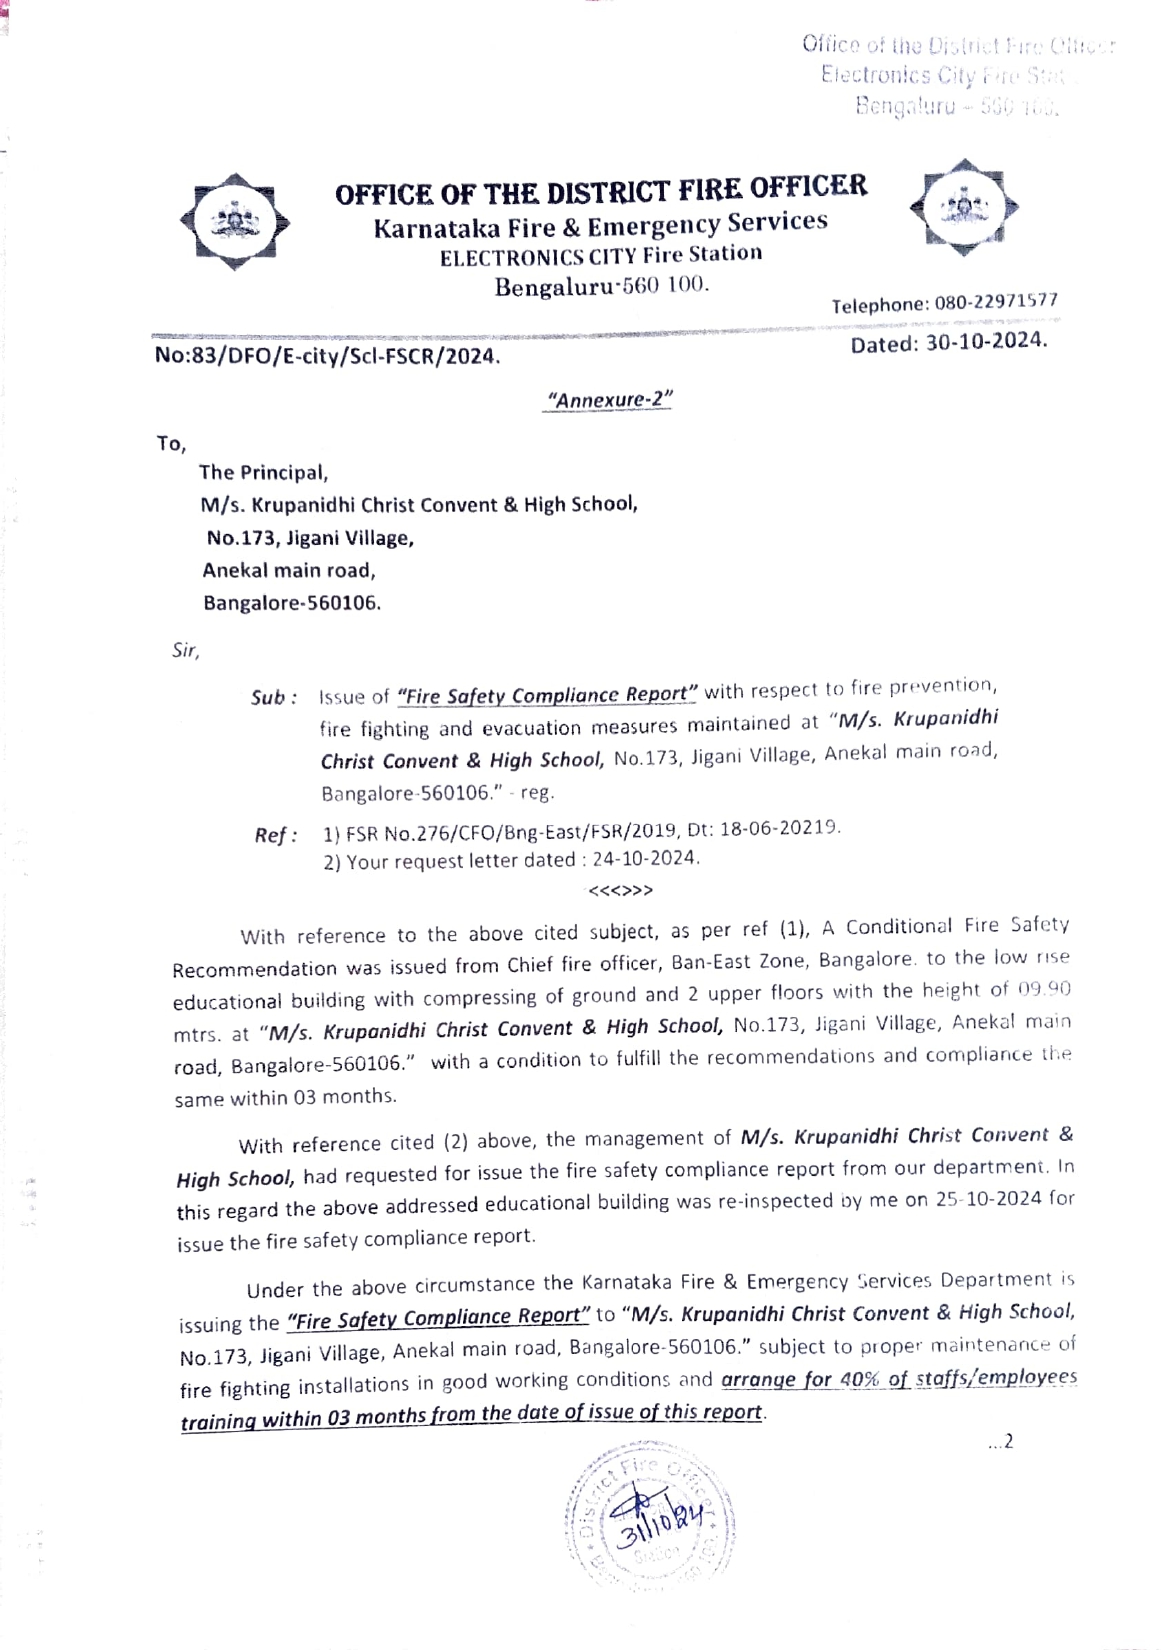 Office of the District Fire Officer
Electronics City Fire Stat
Bengaluru – 560 100.
OFFICE OF THE DISTRICT FIRE OFFICER
Karnataka Fire & Emergency Services
ELECTRONICS CITY Fire Station
Bengaluru-560 100.
Telephone: 080-22971577
No:83/DFO/E-city/Scl-FSCR/2024.
Dated: 30-10-2024.
“Annexure-2”
To,
The Principal,
M/s. Krupanidhi Christ Convent & High School,
No.173, Jigani Village,
Anekal main road,
Bangalore-560106.
Sir,
Sub : Issue of “Fire Safety Compliance Report” with respect to fire prevention,
fire fighting and evacuation measures maintained at “M/s. Krupanidhi
Christ Convent & High School, No.173, Jigani Village, Anekal main road,
Bangalore-560106.” - reg.
Ref : 1) FSR No.276/CFO/Bng-East/FSR/2019, Dt: 18-06-20219.
2) Your request letter dated : 24-10-2024.
<<<>>>
With reference to the above cited subject, as per ref (1), A Conditional Fire Safety
Recommendation was issued from Chief fire officer, Ban-East Zone, Bangalore. to the low rise
educational building with compressing of ground and 2 upper floors with the height of 09.90
mtrs. at “M/s. Krupanidhi Christ Convent & High School, No.173, Jigani Village, Anekal main
road, Bangalore-560106.” with a condition to fulfill the recommendations and compliance the
same within 03 months.
With reference cited (2) above, the management of M/s. Krupanidhi Christ Convent &
High School, had requested for issue the fire safety compliance report from our department. In
this regard the above addressed educational building was re-inspected by me on 25-10-2024 for
issue the fire safety compliance report.
Under the above circumstance the Karnataka Fire & Emergency Services Department is
issuing the “Fire Safety Compliance Report” to “M/s. Krupanidhi Christ Convent & High School,
No.173, Jigani Village, Anekal main road, Bangalore-560106.” subject to proper maintenance of
fire fighting installations in good working conditions and arrange for 40% of staffs/employees
training within 03 months from the date of issue of this report.
...2
District Fire Officer
31/10/24
Station